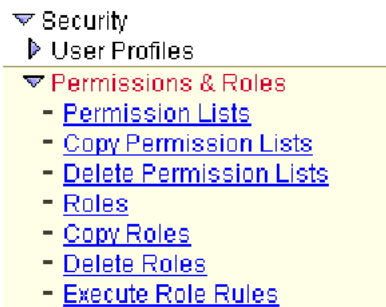 Security
User Profiles
Permissions & Roles
- Permission Lists
- Copy Permission Lists
- Delete Permission Lists
- Roles
- Copy Roles
- Delete Roles
- Execute Role Rules